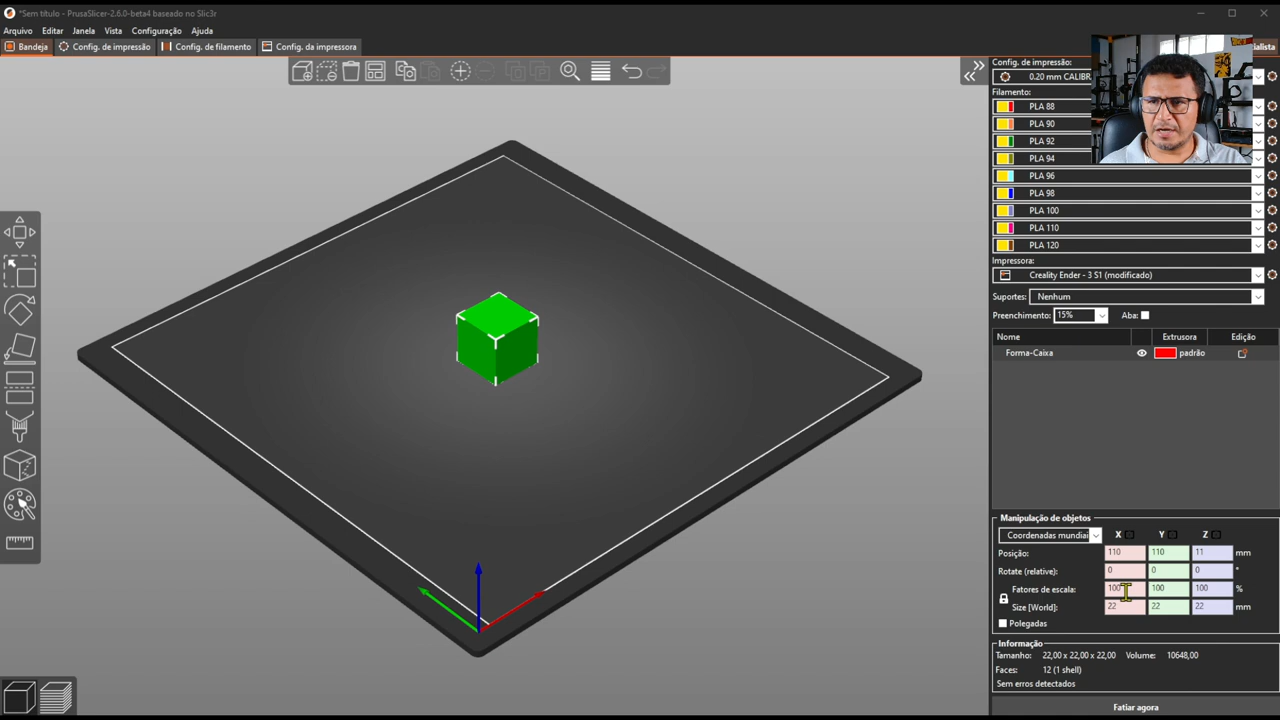 *Sem título - PrusaSlicer-2.6.0-beta4 baseado no Slic3r
Arquivo Editar Janela Vista Configuração Ajuda
Bandeja Config. de impressão Config. de filamento Config. da impressora
Config. de impressão:
0.20 mm
Filamento:
PLA 88
PLA 90
PLA 92
PLA 94
PLA 96
PLA 98
PLA 100
PLA 110
PLA 120
Impressora:
Creality Ender - 3 S1 (modificado)
Suportes: Nenhum
Preenchimento: 15% Aba:
Nome Extrusora Edição
Forma-Caixa padrão
Manipulação de objetos
Coordenadas mundiai X Y Z
Posição: 110 110 11 mm
Rotate (relative): 0 0 0 °
Fatores de escala: 100 100 100 %
Size [World]: 22 22 22 mm
Polegadas
Informação
Tamanho: 22,00 x 22,00 x 22,00 Volume: 10648,00
Faces: 12 (1 shell)
Sem erros detectados
Fatiar agora